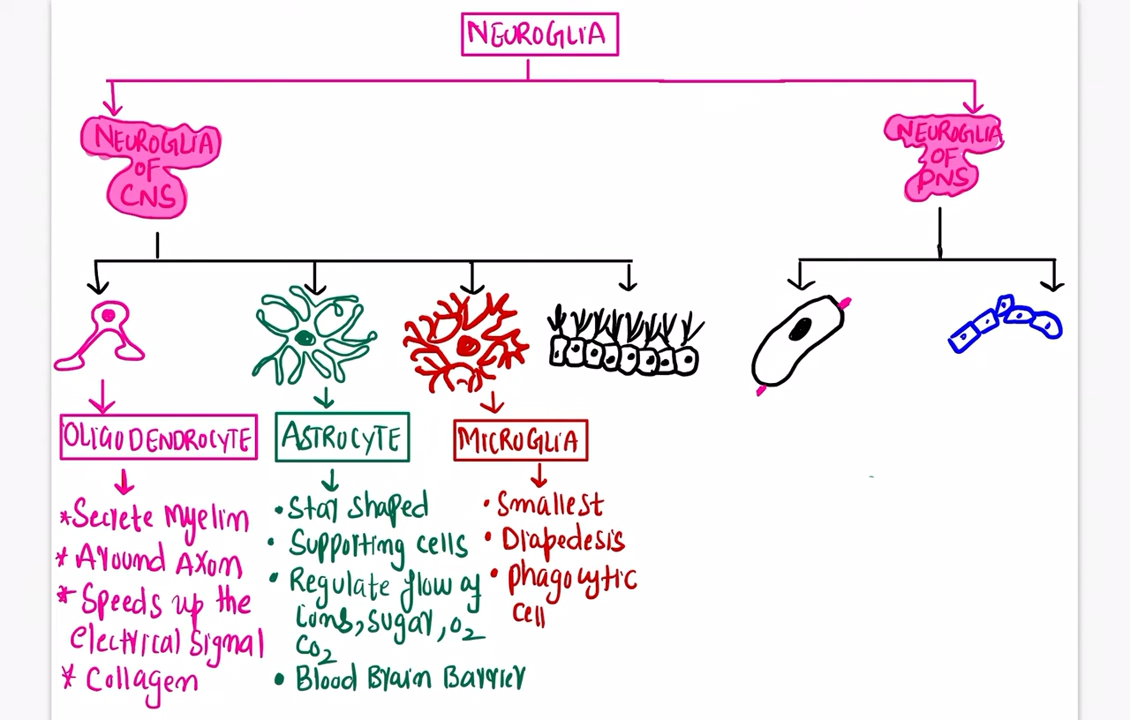 NEUROGLIA
NEUROGLIA
OF
CNS
NEUROGLIA
OF
PNS
OLIGODENDROCYTE
ASTROCYTE
MICROGLIA
*Secrete Myelin
* Around Axon
* Speeds up the
electrical signal
* Collagen
• Star shaped
• Supporting cells
• Regulate flow of
ions, sugar, O2
CO2
• Blood Brain Barrier
• Smallest
• Diapedesis
• Phagocytic
cell